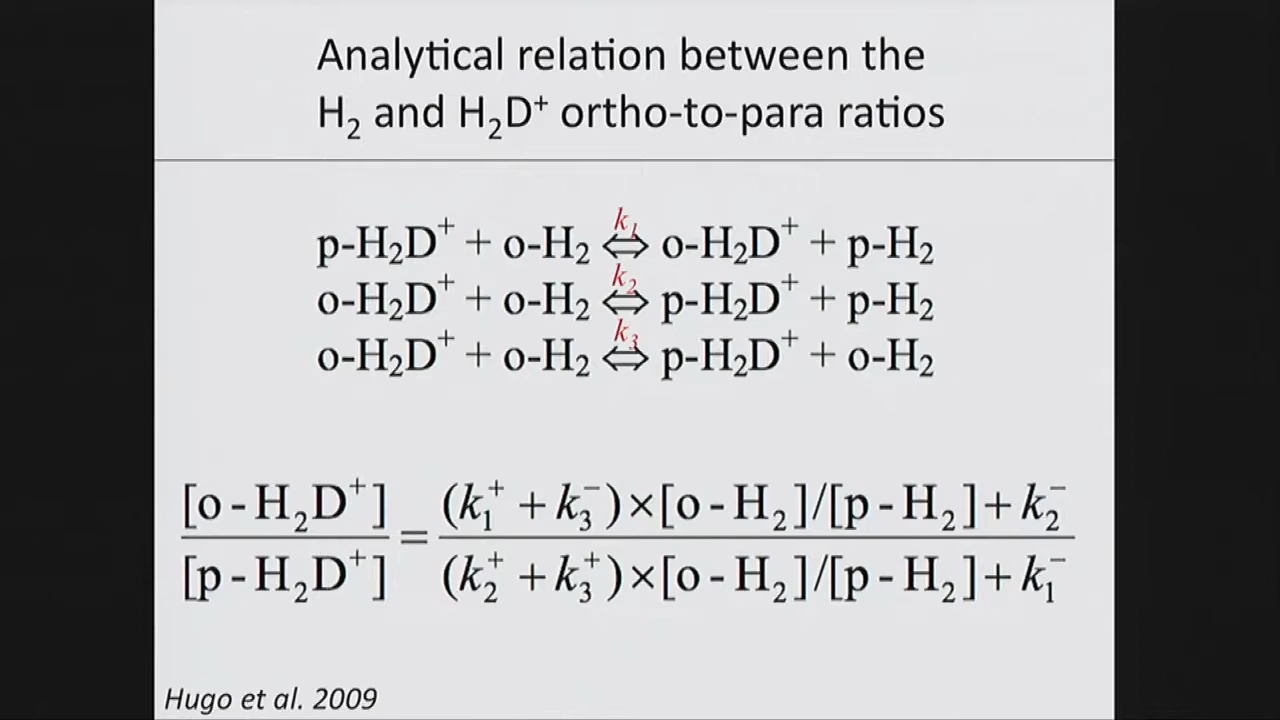 Analytical relation between the
H₂ and H₂D⁺ ortho-to-para ratios
p-H₂D⁺ + o-H₂ ⇔ o-H₂D⁺ + p-H₂ k₁
o-H₂D⁺ + o-H₂ ⇔ p-H₂D⁺ + p-H₂ k₂
o-H₂D⁺ + o-H₂ ⇔ p-H₂D⁺ + o-H₂ k₃
[o - H₂D⁺] / [p - H₂D⁺] = ((k₁⁺ + k₃⁻)×[o - H₂]/[p - H₂]+ k₂⁻) / ((k₂⁺ + k₃⁺)×[o - H₂]/[p - H₂]+ k₁⁻)
Hugo et al. 2009